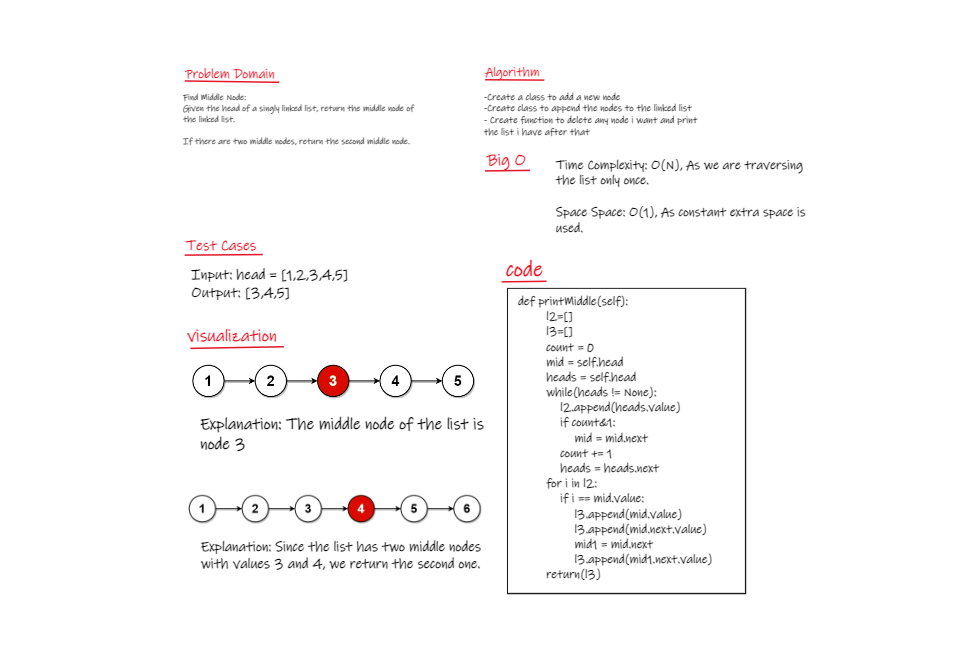 Problem Domain
Find Middle Node:
Given the head of a singly linked list, return the middle node of
the linked list.
If there are two middle nodes, return the second middle node.
Test Cases
Input: head = [1,2,3,4,5]
Output: [3,4,5]
Visualization
1 2 3 4 5
Explanation: The middle node of the list is
node 3
1 2 3 4 5 6
Explanation: Since the list has two middle nodes
with values 3 and 4, we return the second one.
Algorithm
-Create a class to add a new node
-Create class to append the nodes to the linked list
- Create function to delete any node i want and print
the list i have after that
Big O
Time Complexity: O(N), As we are traversing
the list only once.
Space Space: O(1), As constant extra space is
used.
code
def printMiddle(self):
l2=[]
l3=[]
count = 0
mid = self.head
heads = self.head
while(heads != None):
l2.append(heads.value)
if count&1:
mid = mid.next
count += 1
heads = heads.next
for i in l2:
if i == mid.value:
l3.append(mid.value)
l3.append(mid.next.value)
mid1 = mid.next
l3.append(mid1.next.value)
return(l3)